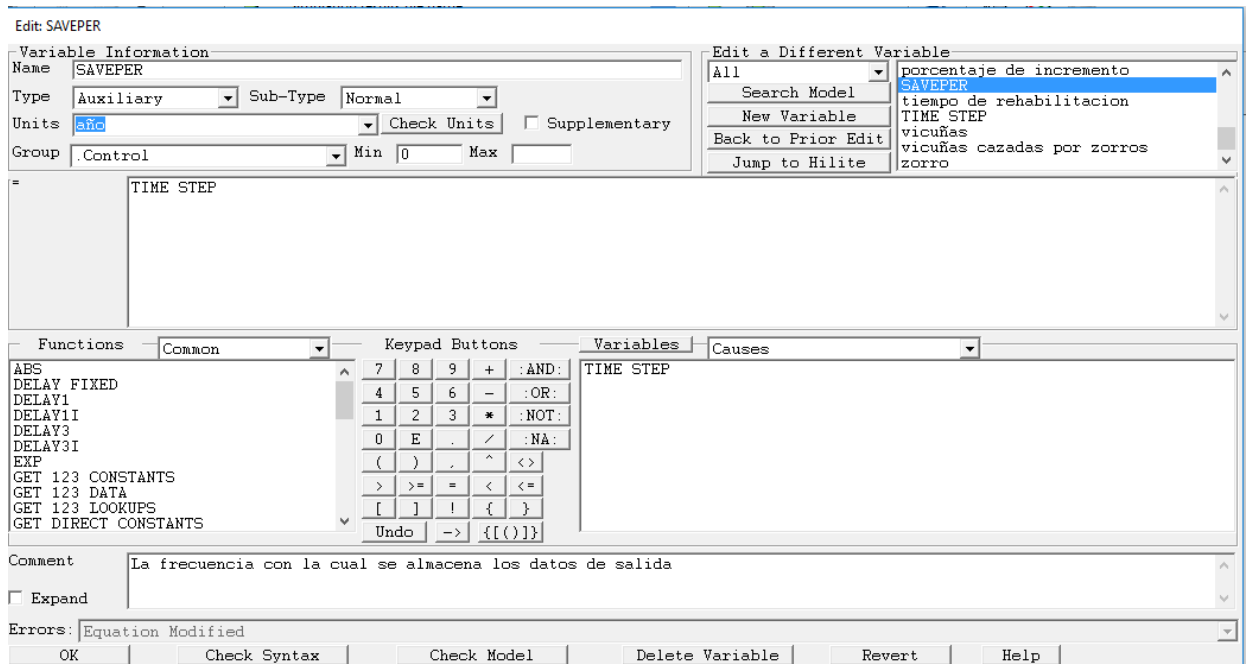 Edit: SAVEPER
Variable Information
Name SAVEPER
Type Auxiliary Sub-Type Normal
Units año Check Units Supplementary
Group .Control Min 0 Max
Edit a Different Variable
All
Search Model
New Variable
Back to Prior Edit
Jump to Hilite
porcentaje de incremento
SAVEPER
tiempo de rehabilitacion
TIME STEP
vicuñas
vicuñas cazadas por zorros
zorro
= TIME STEP
Functions Common
ABS
DELAY FIXED
DELAY1
DELAY1I
DELAY3
DELAY3I
EXP
GET 123 CONSTANTS
GET 123 DATA
GET 123 LOOKUPS
GET DIRECT CONSTANTS
Keypad Buttons
7 8 9 + :AND:
4 5 6 - :OR:
1 2 3 * :NOT:
0 E . / :NA:
( ) , ^ <>
> >= = < <=
[ ] ! { }
Undo -> {[()]}
Variables Causes
TIME STEP
Comment
La frecuencia con la cual se almacena los datos de salida
Expand
Errors: Equation Modified
OK Check Syntax Check Model Delete Variable Revert Help